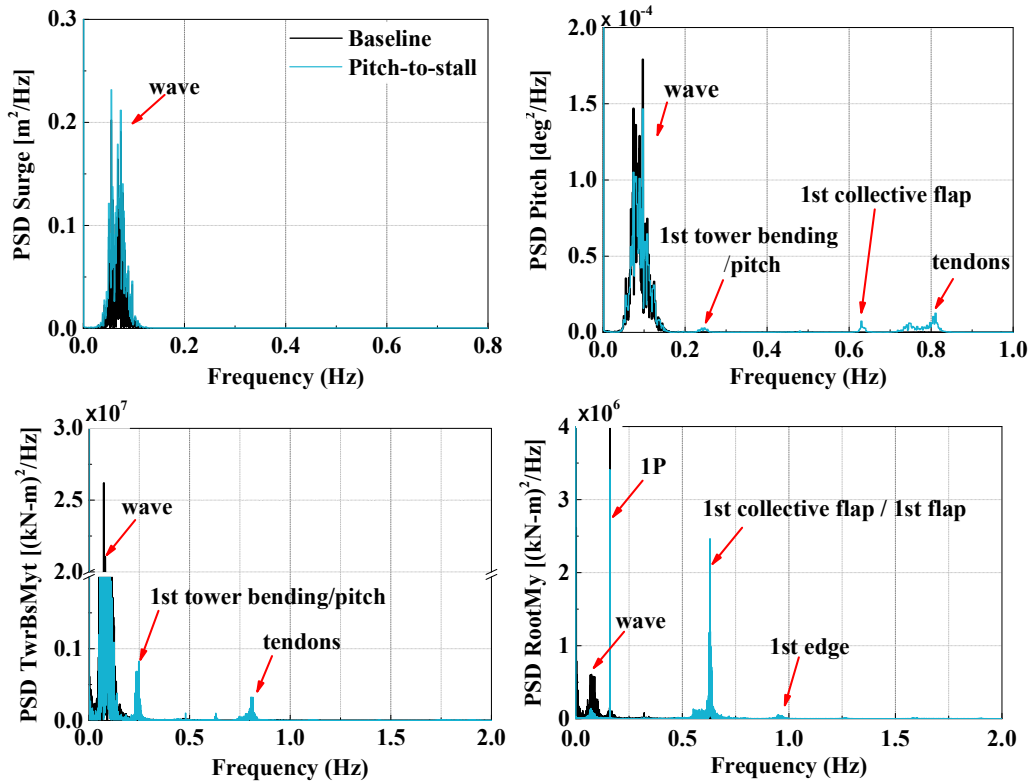 0.3
0.2
0.1
0.0
0.0 0.2 0.4 0.6 0.8
PSD Surge [m²/Hz]
Frequency (Hz)
Baseline
Pitch-to-stall
wave
x 10⁻⁴
2.0
1.5
1.0
0.5
0.0
0.0 0.2 0.4 0.6 0.8 1.0
PSD Pitch [deg²/Hz]
Frequency (Hz)
wave
1st collective flap
1st tower bending
/pitch
tendons
x10⁷
3.0
2.5
2.0
0.1
0.0
0.0 0.5 1.0 1.5 2.0
PSD TwrBsMyt [(kN-m)²/Hz]
Frequency (Hz)
wave
1st tower bending/pitch
tendons
x10⁶
4
3
2
1
0
0.0 0.5 1.0 1.5 2.0
PSD RootMy [(kN-m)²/Hz]
Frequency (Hz)
1P
1st collective flap / 1st flap
wave
1st edge